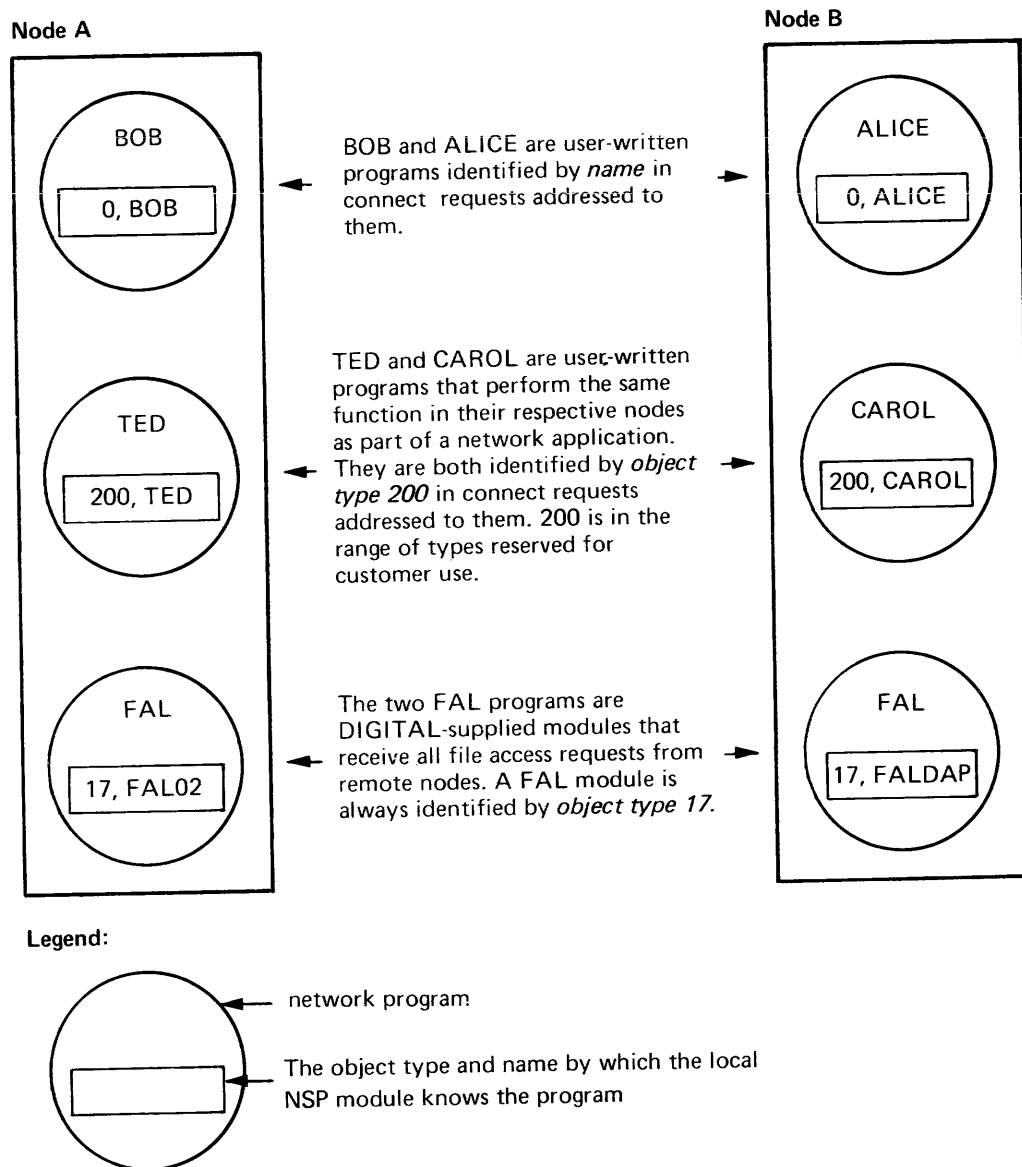 Node A
Node B
BOB
0, BOB
BOB and ALICE are user-written
programs identified by name in
connect requests addressed to
them.
ALICE
0, ALICE
TED
200, TED
TED and CAROL are user-written
programs that perform the same
function in their respective nodes
as part of a network application.
They are both identified by object
type 200 in connect requests
addressed to them. 200 is in the
range of types reserved for
customer use.
CAROL
200, CAROL
FAL
17, FAL02
The two FAL programs are
DIGITAL-supplied modules that
receive all file access requests from
remote nodes. A FAL module is
always identified by object type 17.
FAL
17, FALDAP
Legend:
network program
The object type and name by which the local
NSP module knows the program